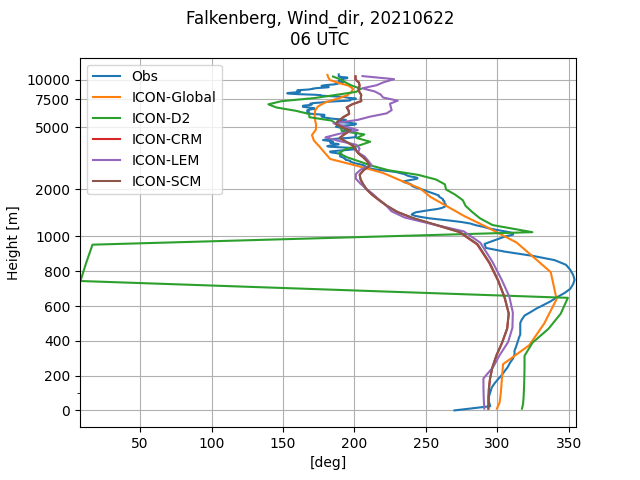 Falkenberg, Wind_dir, 20210622
06 UTC
Obs
ICON-Global
ICON-D2
ICON-CRM
ICON-LEM
ICON-SCM
10000
7500
5000
2000
1000
800
600
400
200
0
Height [m]
50 100 150 200 250 300 350
[deg]